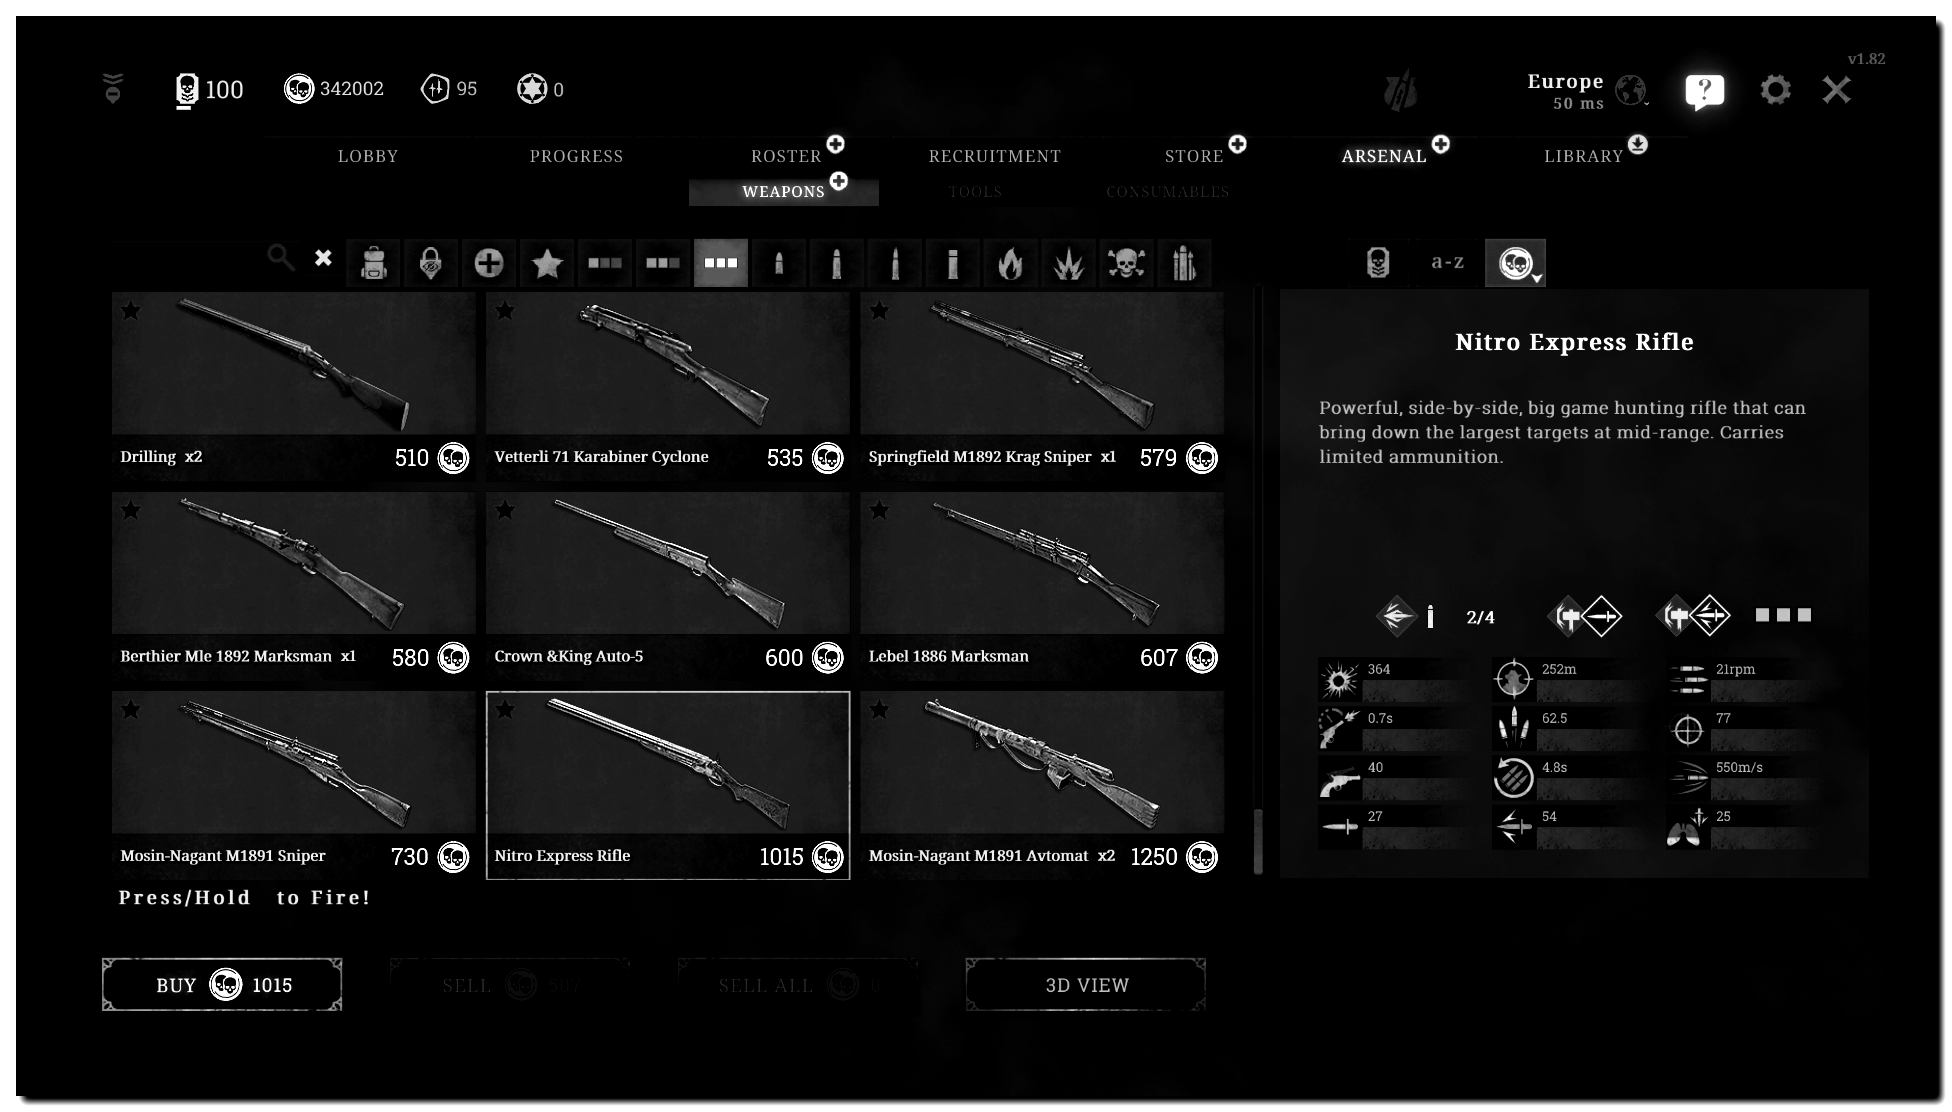 v1.82
100
342002
95
0
Europe
50 ms
?
LOBBY
PROGRESS
ROSTER
RECRUITMENT
STORE
ARSENAL
LIBRARY
WEAPONS
TOOLS
CONSUMABLES
a-z
Drilling x2
510
Vetterli 71 Karabiner Cyclone
535
Springfield M1892 Krag Sniper x1
579
Berthier Mle 1892 Marksman x1
580
Crown &King Auto-5
600
Lebel 1886 Marksman
607
Mosin-Nagant M1891 Sniper
730
Nitro Express Rifle
1015
Mosin-Nagant M1891 Avtomat x2
1250
Nitro Express Rifle
Powerful, side-by-side, big game hunting rifle that can
bring down the largest targets at mid-range. Carries
limited ammunition.
2/4
364
252m
21rpm
0.7s
62.5
77
40
4.8s
550m/s
27
54
25
Press/Hold to Fire!
BUY 1015
SELL 507
SELL ALL 0
3D VIEW